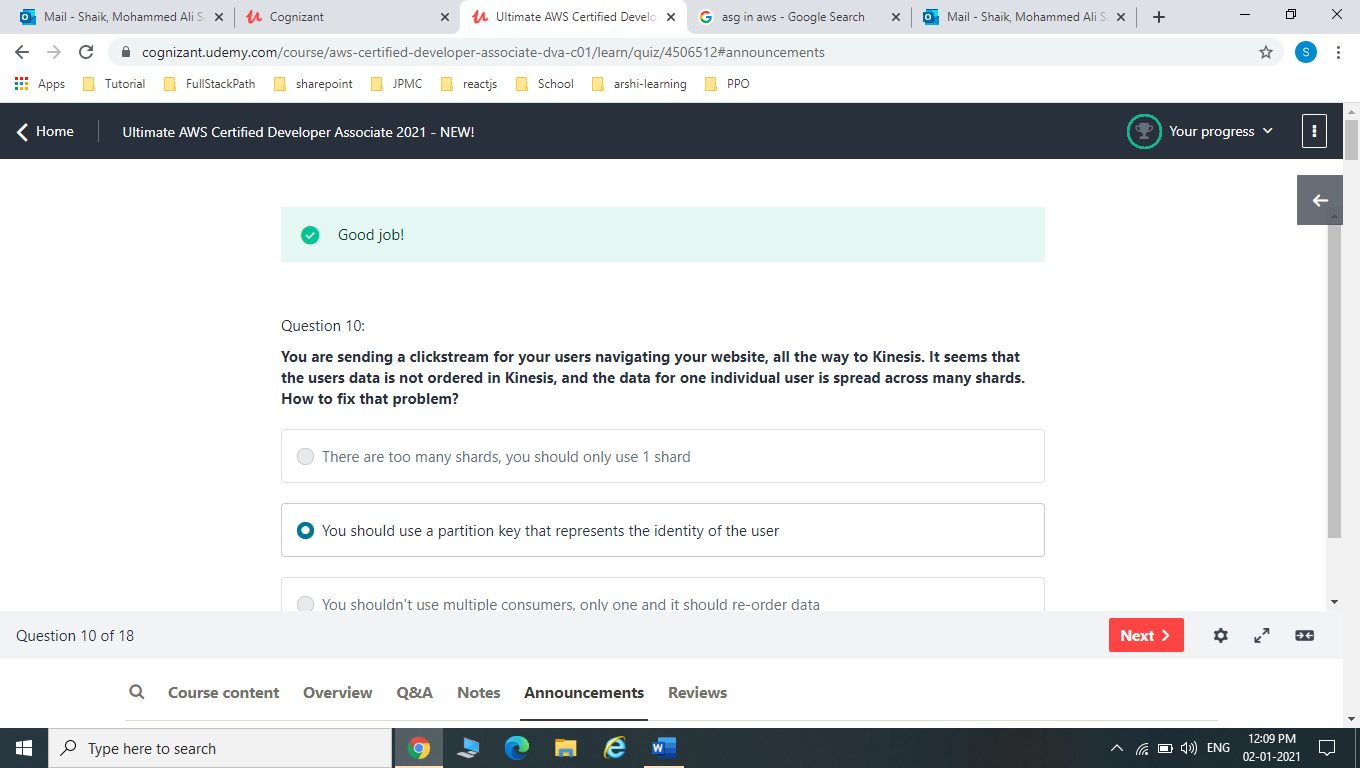 Mail - Shaik, Mohammed Ali S
Cognizant
Ultimate AWS Certified Develo
asg in aws - Google Search
Mail - Shaik, Mohammed Ali S
cognizant.udemy.com/course/aws-certified-developer-associate-dva-c01/learn/quiz/4506512#announcements
S
Apps Tutorial FullStackPath sharepoint JPMC reactjs School arshi-learning PPO
Home Ultimate AWS Certified Developer Associate 2021 - NEW! Your progress
Good job!
Question 10:
You are sending a clickstream for your users navigating your website, all the way to Kinesis. It seems that
the users data is not ordered in Kinesis, and the data for one individual user is spread across many shards.
How to fix that problem?
There are too many shards, you should only use 1 shard
You should use a partition key that represents the identity of the user
You shouldn't use multiple consumers, only one and it should re-order data
Question 10 of 18 Next
Course content Overview Q&A Notes Announcements Reviews
Type here to search
ENG
12:09 PM
02-01-2021